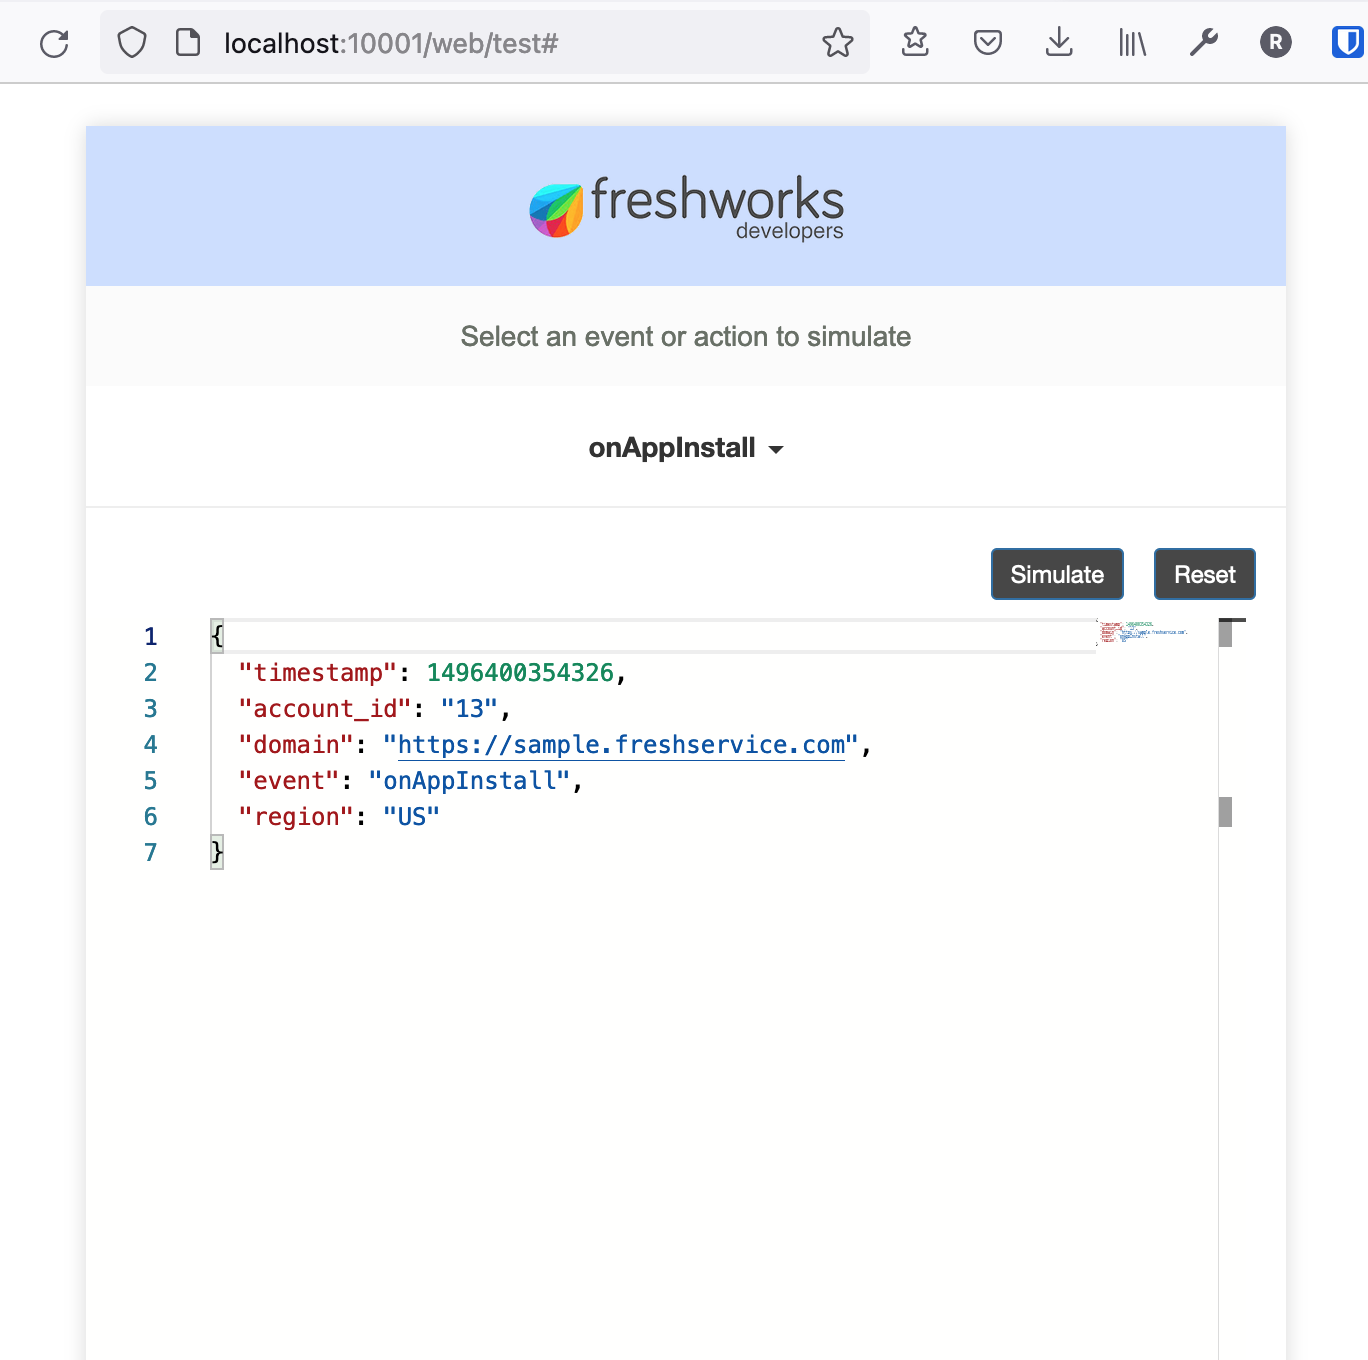 localhost:10001/web/test#
R
freshworks
developers
Select an event or action to simulate
onAppInstall
Simulate
Reset
1 {
2 "timestamp": 1496400354326,
3 "account_id": "13",
4 "domain": "https://sample.freshservice.com",
5 "event": "onAppInstall",
6 "region": "US"
7 }